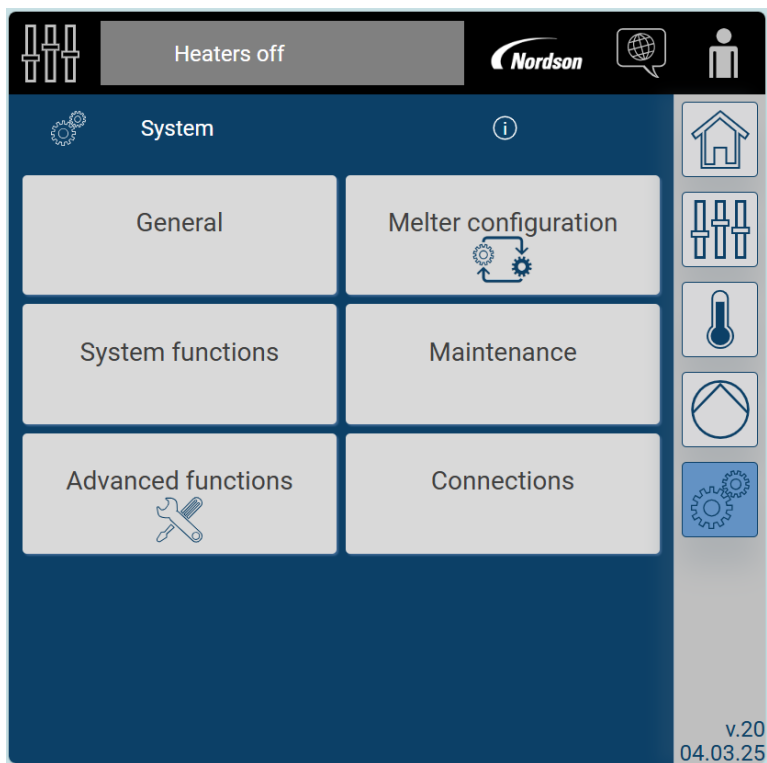 Heaters off
Nordson
System
General
Melter configuration
System functions
Maintenance
Advanced functions
Connections
v.20
04.03.25